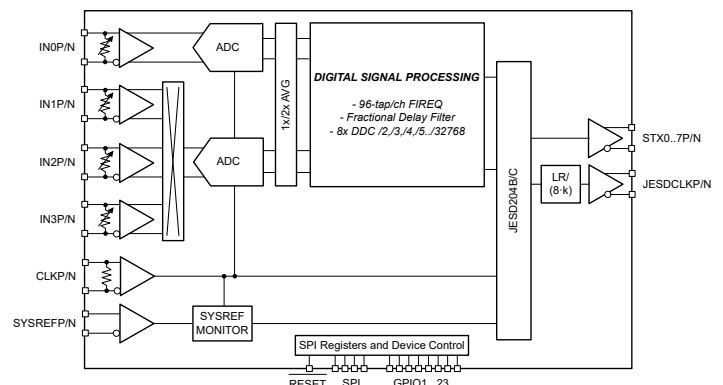 IN0P/N
ADC
IN1P/N
IN2P/N
ADC
IN3P/N
CLKP/N
SYSREFP/N
SYSREF
MONITOR
1x/2x AVG
DIGITAL SIGNAL PROCESSING
- 96-tap/ch FIREQ
- Fractional Delay Filter
- 8x DDC /2,/3,/4,/5../32768
JESD204B/C
LR/
(8·k)
STX0..7P/N
JESDCLKP/N
SPI Registers and Device Control
RESET
SPI
GPIO1..23